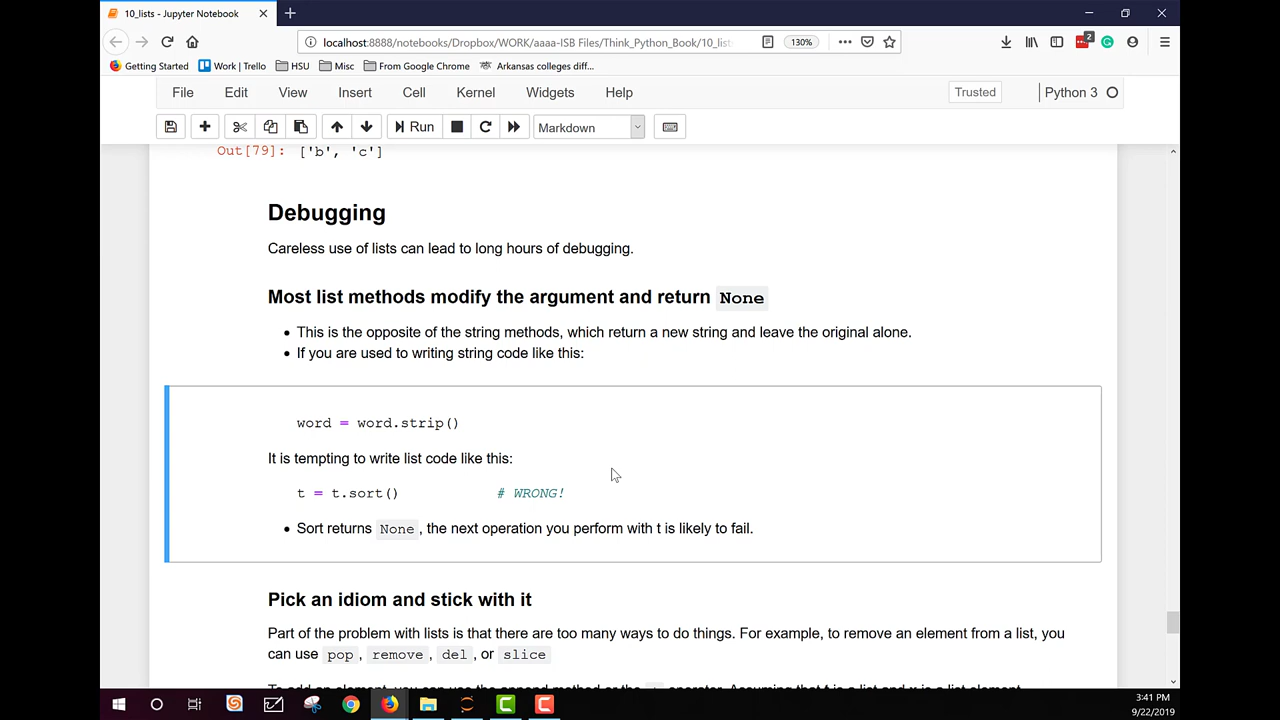 10_lists - Jupyter Notebook
localhost:8888/notebooks/Dropbox/WORK/aaaa-ISB Files/Think_Python_Book/10_list
130%
2
Getting Started
Work | Trello
HSU
Misc
From Google Chrome
Arkansas colleges diff...
File Edit View Insert Cell Kernel Widgets Help
Trusted
Python 3
Run
Markdown
Out[79]: ['b', 'c']
Debugging
Careless use of lists can lead to long hours of debugging.
Most list methods modify the argument and return None
• This is the opposite of the string methods, which return a new string and leave the original alone.
• If you are used to writing string code like this:
word = word.strip()
It is tempting to write list code like this:
t = t.sort() # WRONG!
• Sort returns None, the next operation you perform with t is likely to fail.
Pick an idiom and stick with it
Part of the problem with lists is that there are too many ways to do things. For example, to remove an element from a list, you
can use pop, remove, del, or slice
3:41 PM
9/22/2019